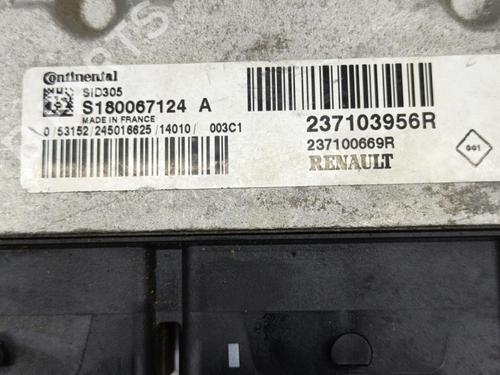 Continental
SID305
S180067124 A
MADE IN FRANCE
0/53152/245016625/14010/ 003C1
237103956R
237100669R
RENAULT
001